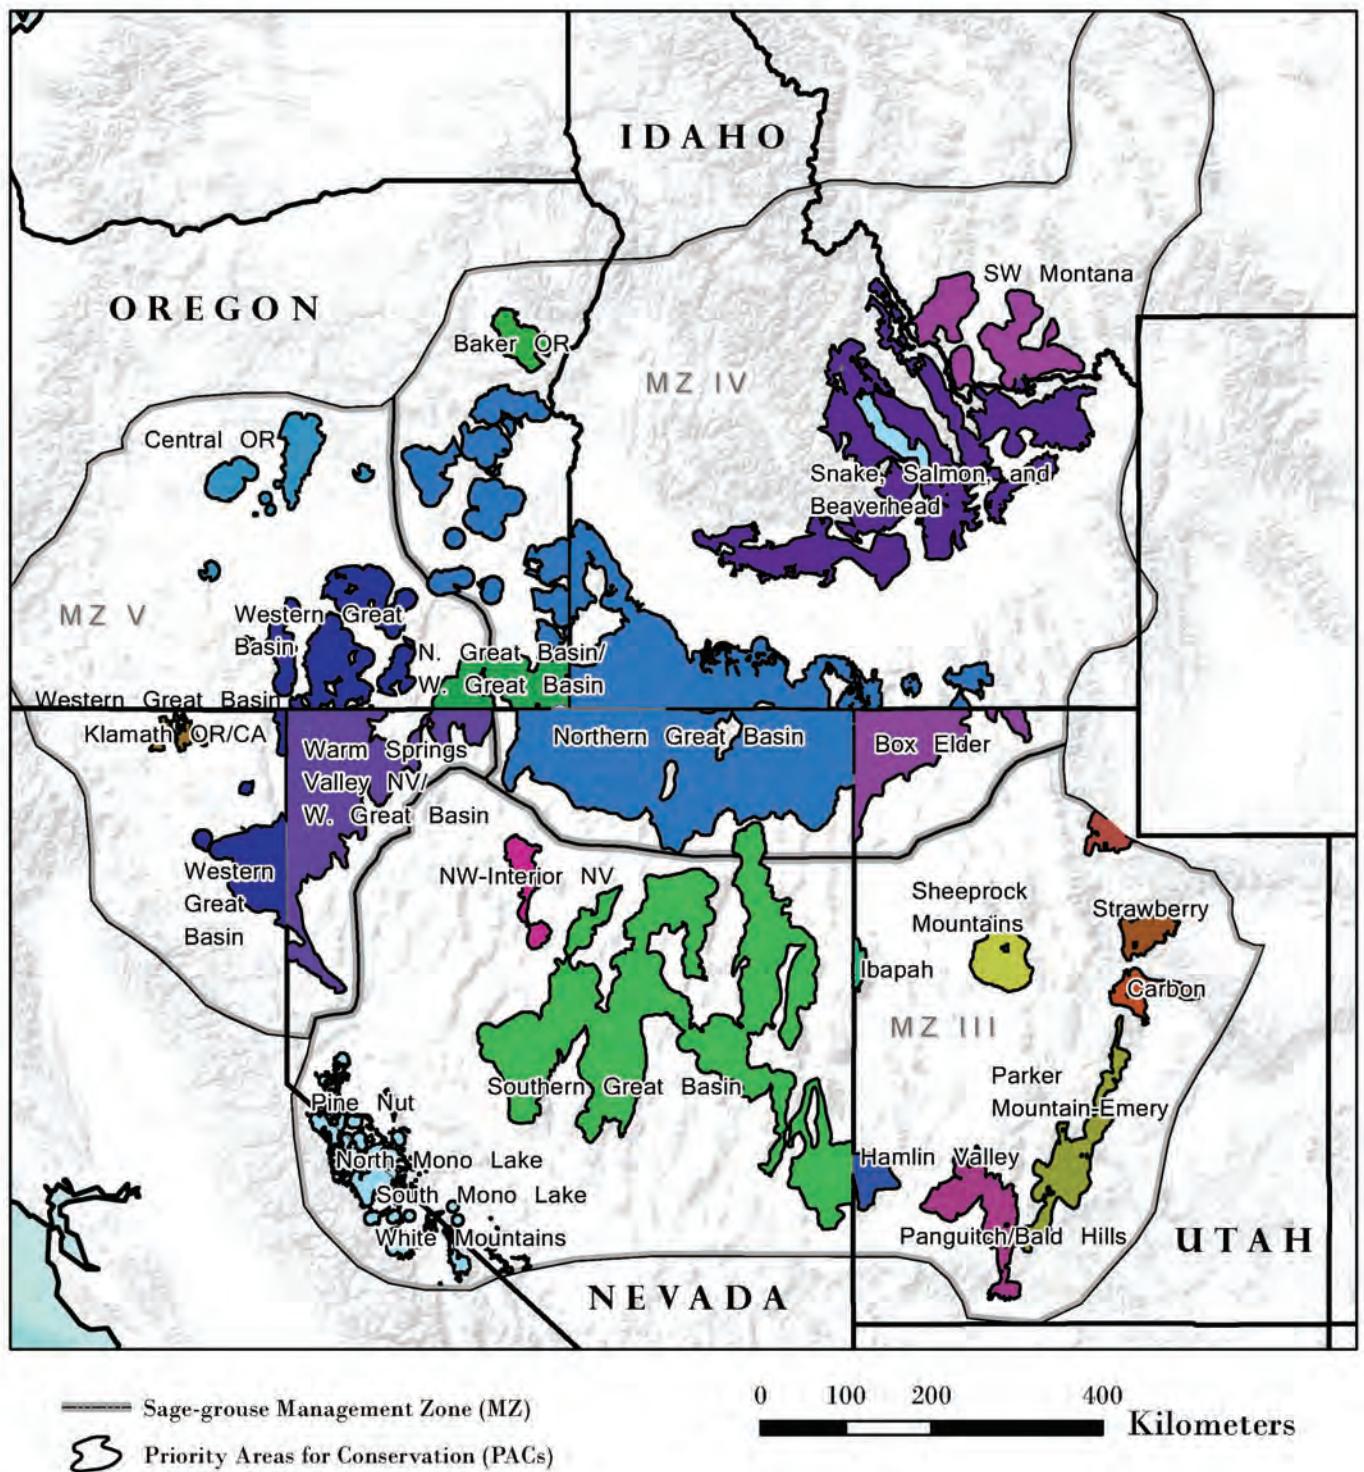 IDAHO
SW Montana
OREGON
Baker OR
MZ IV
Central OR
Snake, Salmon, and
Beaverhead
MZ V
Western Great
Basin
N. Great Basin/
W. Great Basin
Western Great Basin
Klamath OR/CA
Warm Springs
Valley NV/
W. Great Basin
Northern Great Basin
Box Elder
Western
Great
Basin
NW-Interior NV
Sheeprock
Mountains
Strawberry
Ibapah
Carbon
MZ III
Southern Great Basin
Parker
Mountain-Emery
Pine Nut
North Mono Lake
South Mono Lake
White Mountains
Hamlin Valley
Panguitch/Bald Hills
UTAH
NEVADA
Sage-grouse Management Zone (MZ)
Priority Areas for Conservation (PACs)
0 100 200 400
Kilometers